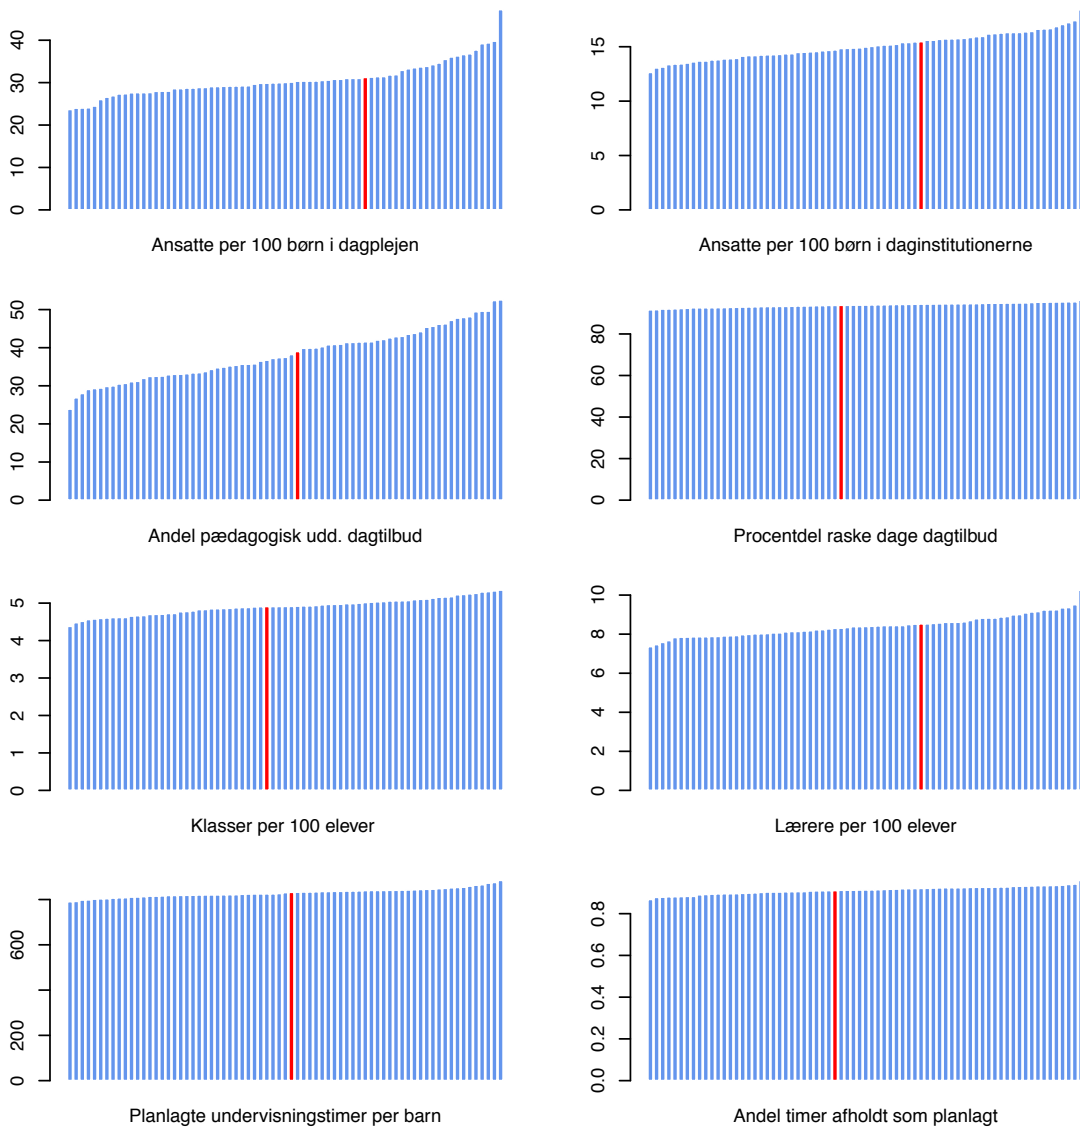 0 10 20 30 40
Ansatte per 100 børn i dagplejen
0 5 10 15
Ansatte per 100 børn i daginstitutionerne
0 10 20 30 40 50
Andel pædagogisk udd. dagtilbud
0 20 40 60 80
Procentdel raske dage dagtilbud
0 1 2 3 4 5
Klasser per 100 elever
0 2 4 6 8 10
Lærere per 100 elever
0 200 600
Planlagte undervisningstimer per barn
0.0 0.2 0.4 0.6 0.8
Andel timer afholdt som planlagt